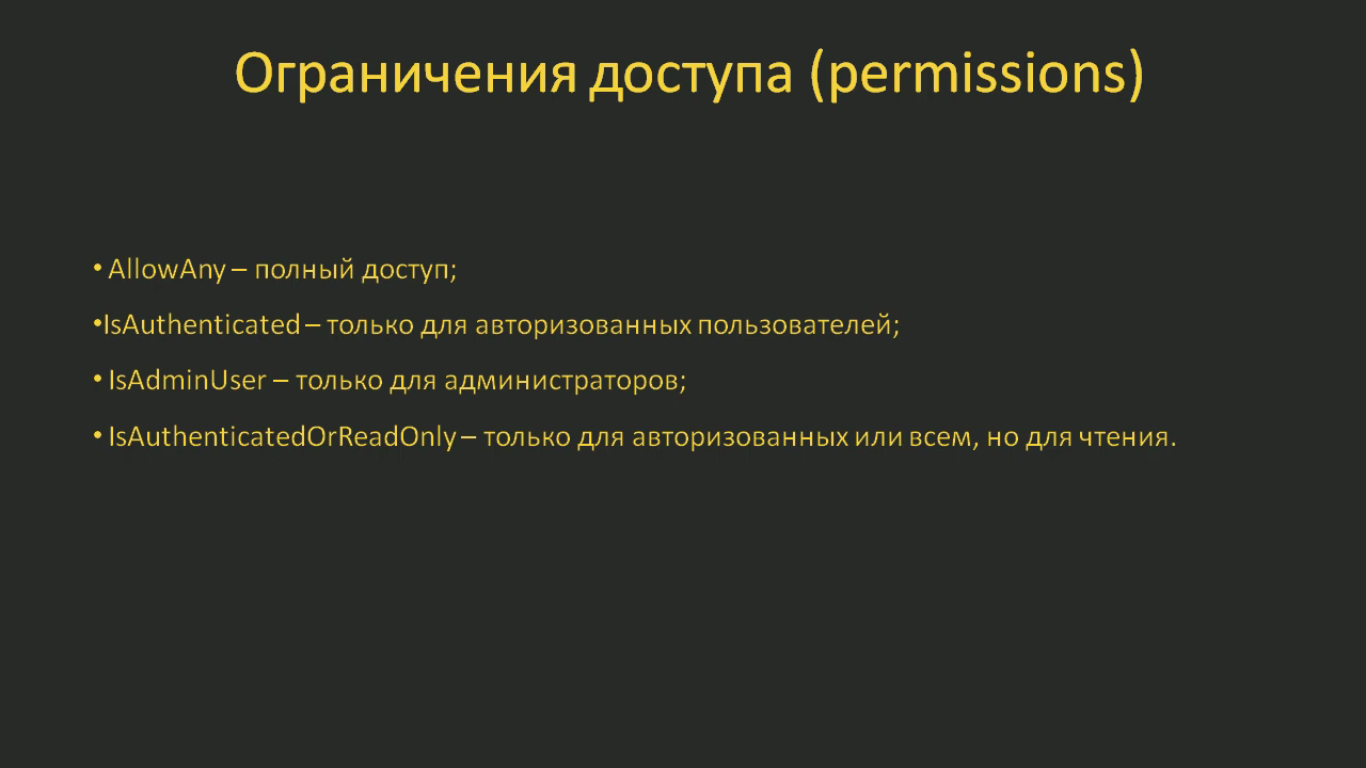 Ограничения доступа (permissions)
• AllowAny – полный доступ;
•IsAuthenticated – только для авторизованных пользователей;
• IsAdminUser – только для администраторов;
• IsAuthenticatedOrReadOnly – только для авторизованных или всем, но для чтения.